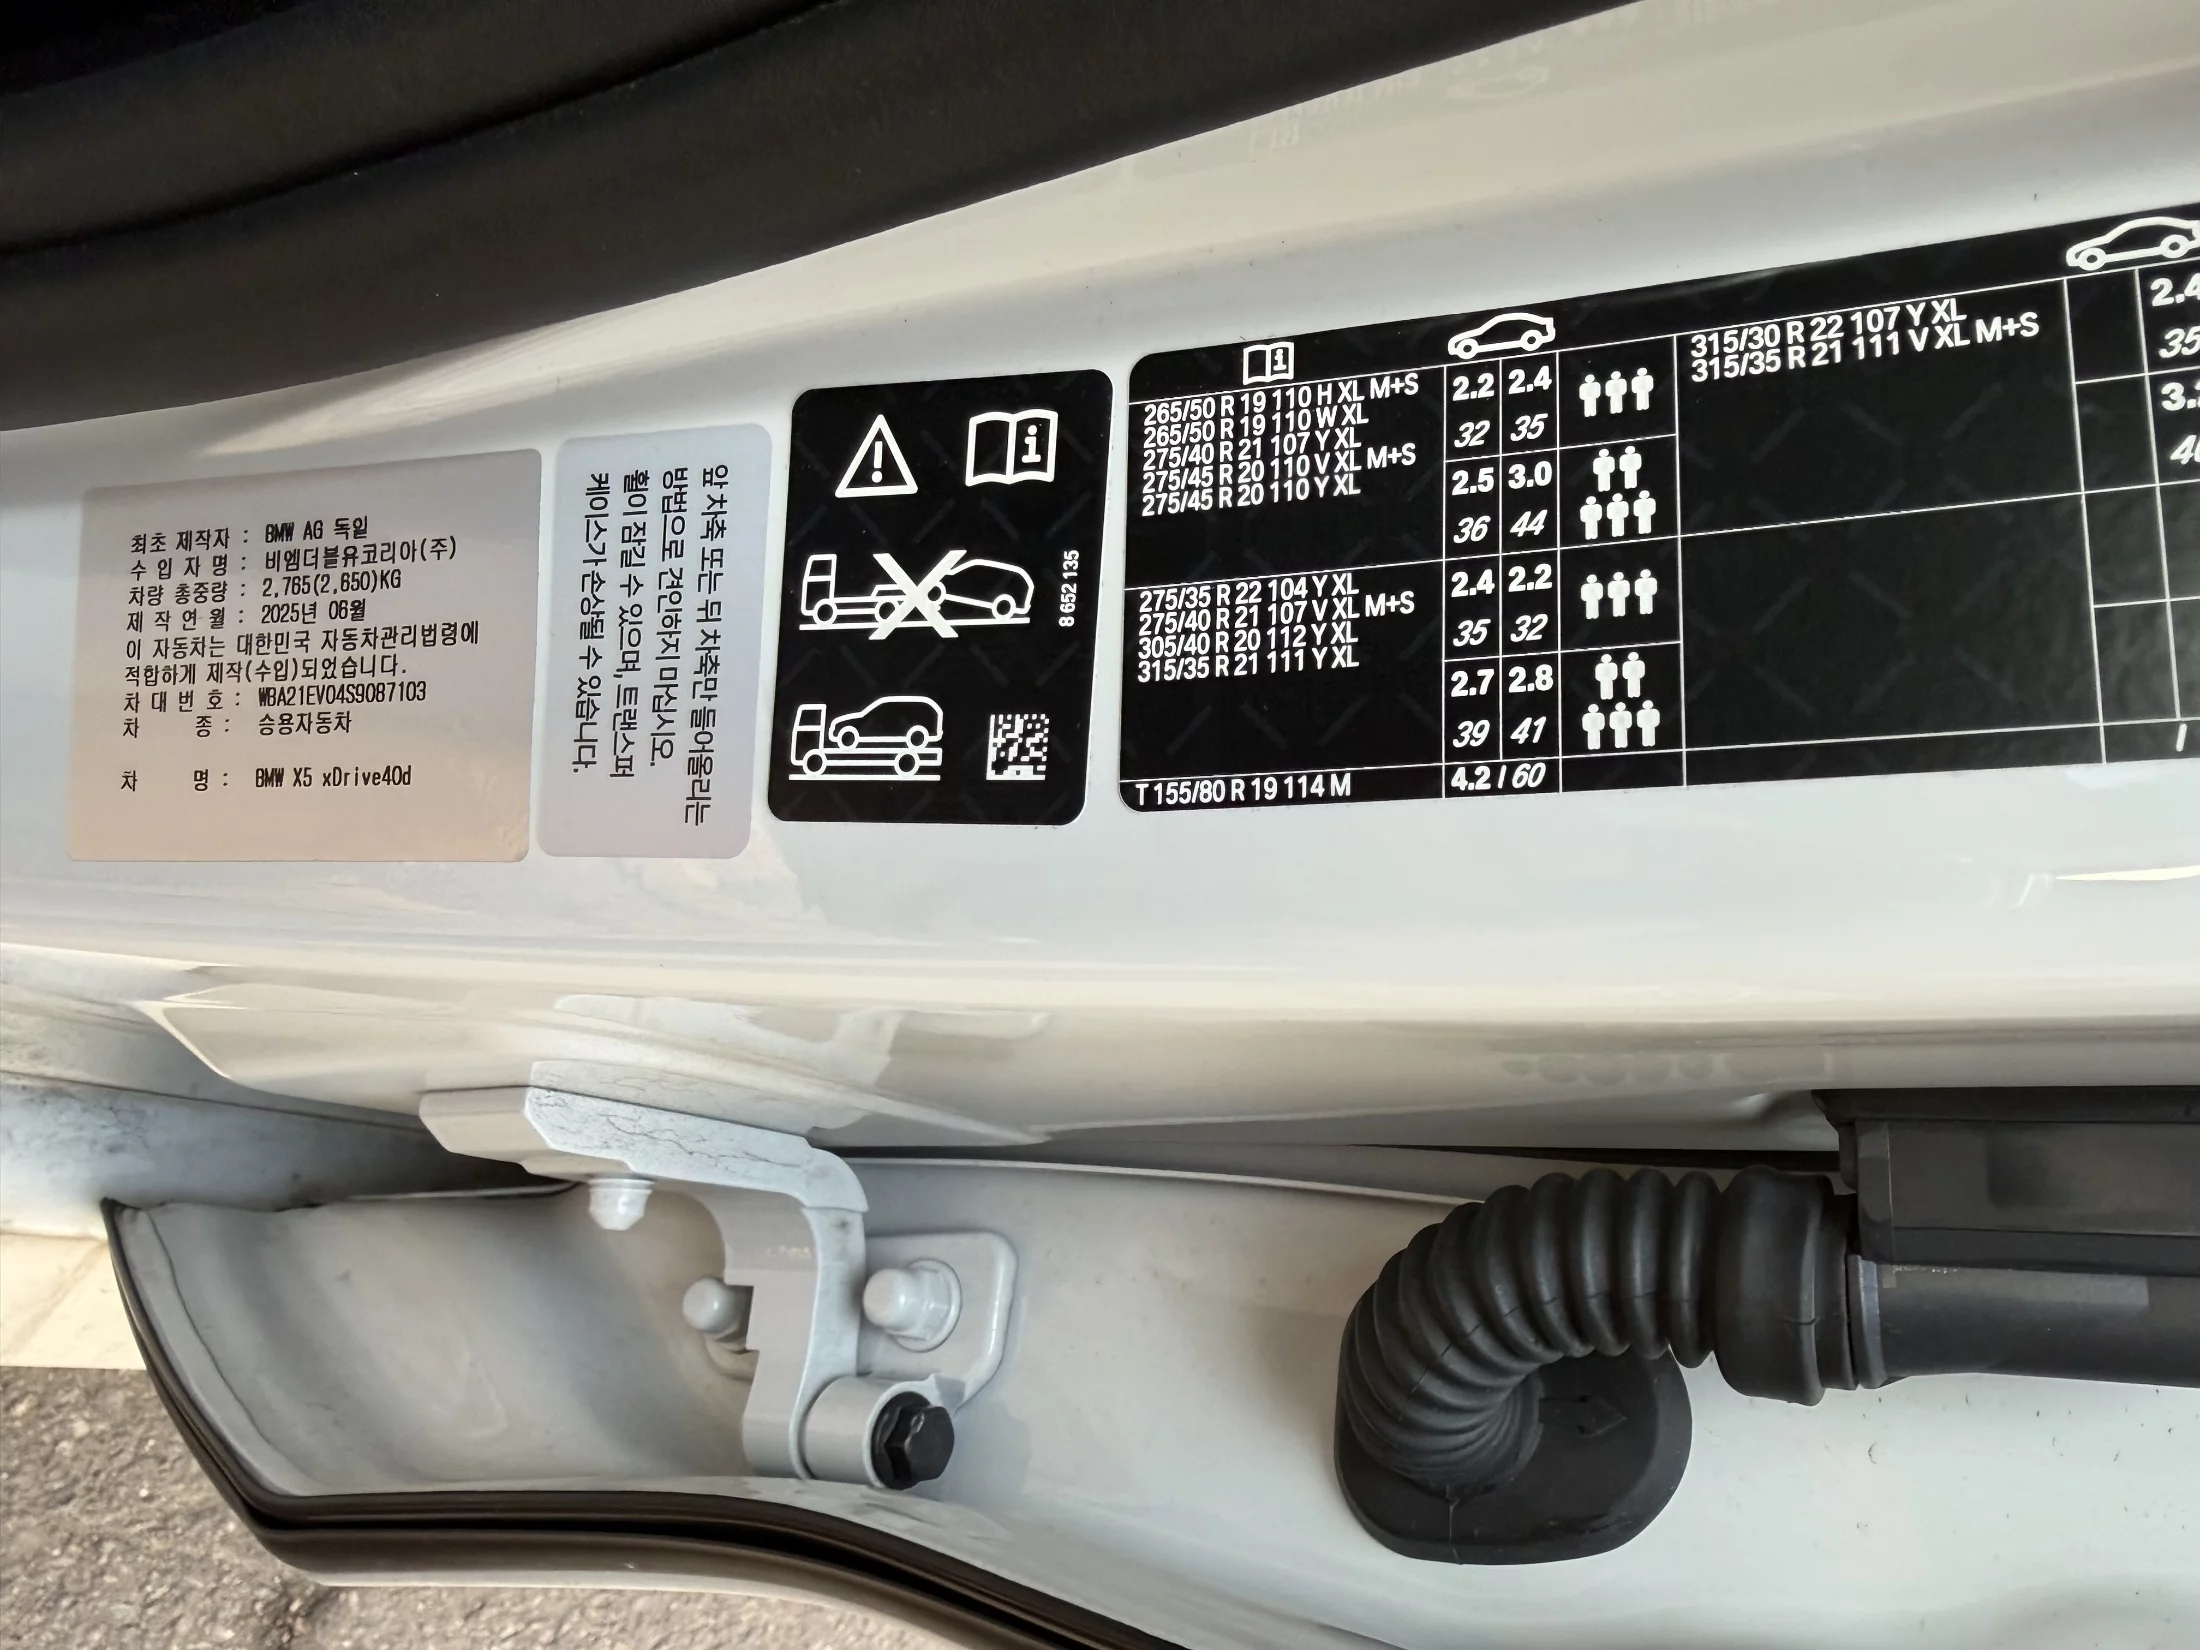 최초 제작자 : BMW AG 독일
수 입 자 명 : 비엠더블유코리아(주)
차량 총중량 : 2,765(2,650)KG
제 작 연 월 : 2025년 06월
이 자동차는 대한민국 자동차관리법령에
적합하게 제작(수입)되었습니다.
차 대 번 호 : WBA21EV04S9087103
차 종 : 승용자동차
차 명 : BMW X5 xDrive40d
앞 차축 또는 뒤 차축만 들어올리는
방법으로 견인하지 마십시오.
휠이 잠길 수 있으며, 트랜스퍼
케이스가 손상될 수 있습니다.
8 652 135
265/50 R 19 110 H XL M+S
265/50 R 19 110 W XL
275/40 R 21 107 Y XL
275/45 R 20 110 V XL M+S
275/45 R 20 110 Y XL
2.2 2.4
32 35
2.5 3.0
36 44
275/35 R 22 104 Y XL
275/40 R 21 107 V XL M+S
305/40 R 20 112 Y XL
315/35 R 21 111 Y XL
2.4 2.2
35 32
2.7 2.8
39 41
T 155/80 R 19 114 M
4.2 / 60
315/30 R 22 107 Y XL
315/35 R 21 111 V XL M+S
2.4
35